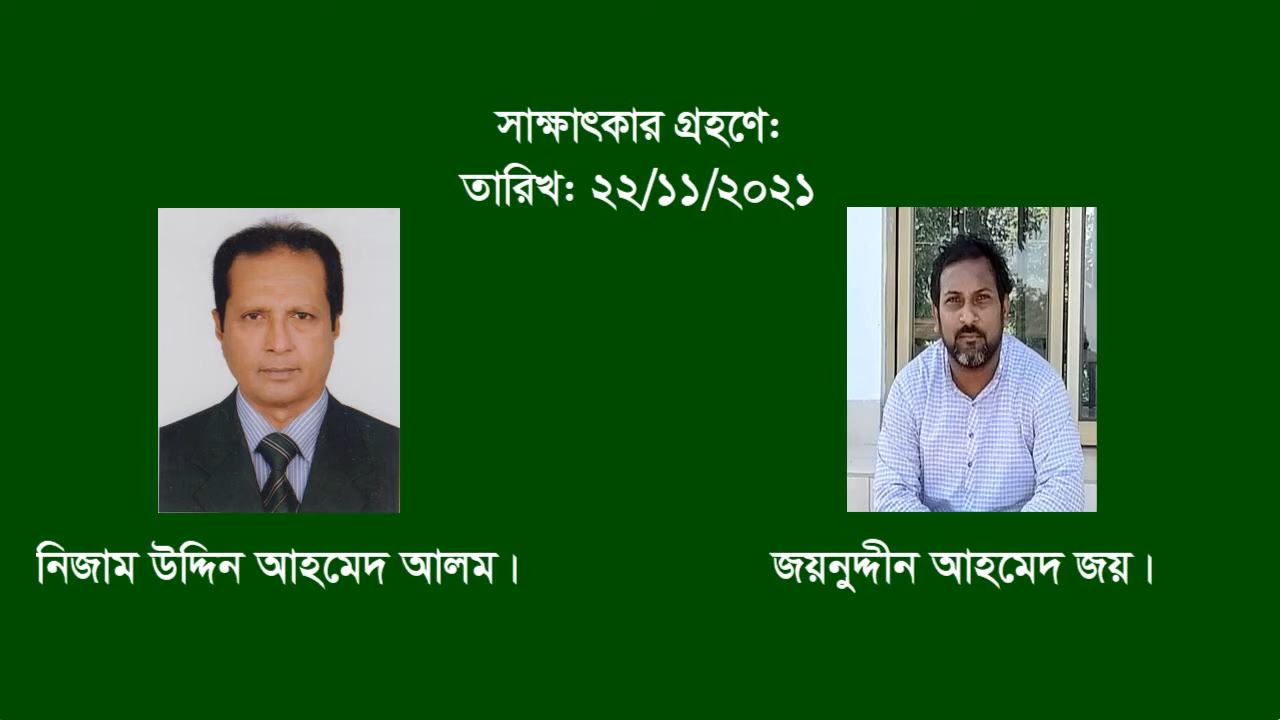 সাক্ষাৎকার গ্রহণে:
তারিখ: ২২/১১/২০২১
নিজাম উদ্দিন আহমেদ আলম।
জয়নুদ্দীন আহমেদ জয়।